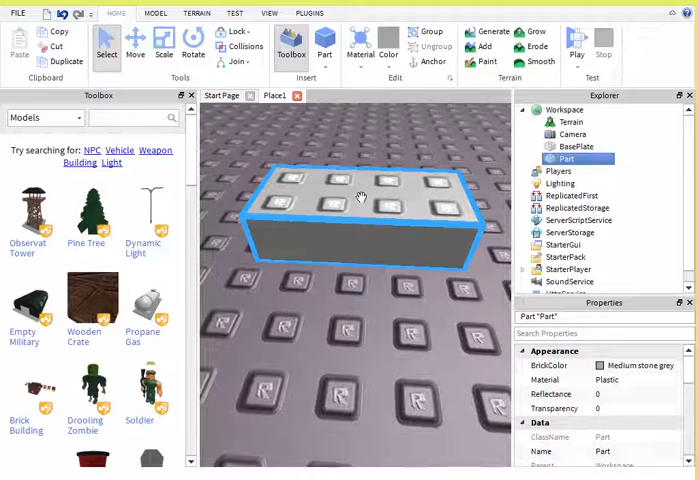 FILE HOME MODEL TERRAIN TEST VIEW PLUGINS
Paste Copy Cut Duplicate
Clipboard
Select Move Scale Rotate Lock Collisions Join
Tools
Toolbox Part
Insert
Material Color Group Ungroup Anchor
Edit
Generate Grow
Add Erode
Paint Smooth
Terrain
Play Stop
Test
Toolbox
Models
Try searching for: NPC Vehicle Weapon
Building Light
Observat Tower
Pine Tree
Dynamic Light
Empty Military
Wooden Crate
Propane Gas
Brick Building
Drooling Zombie
Soldier
Start Page Place1
Explorer
Workspace
Terrain
Camera
BasePlate
Part
Players
Lighting
ReplicatedFirst
ReplicatedStorage
ServerScriptService
ServerStorage
StarterGui
StarterPack
StarterPlayer
SoundService
Properties
Part "Part"
Search Properties
Appearance
BrickColor Medium stone grey
Material Plastic
Reflectance 0
Transparency 0
Data
ClassName Part
Name Part
Parent Workspace